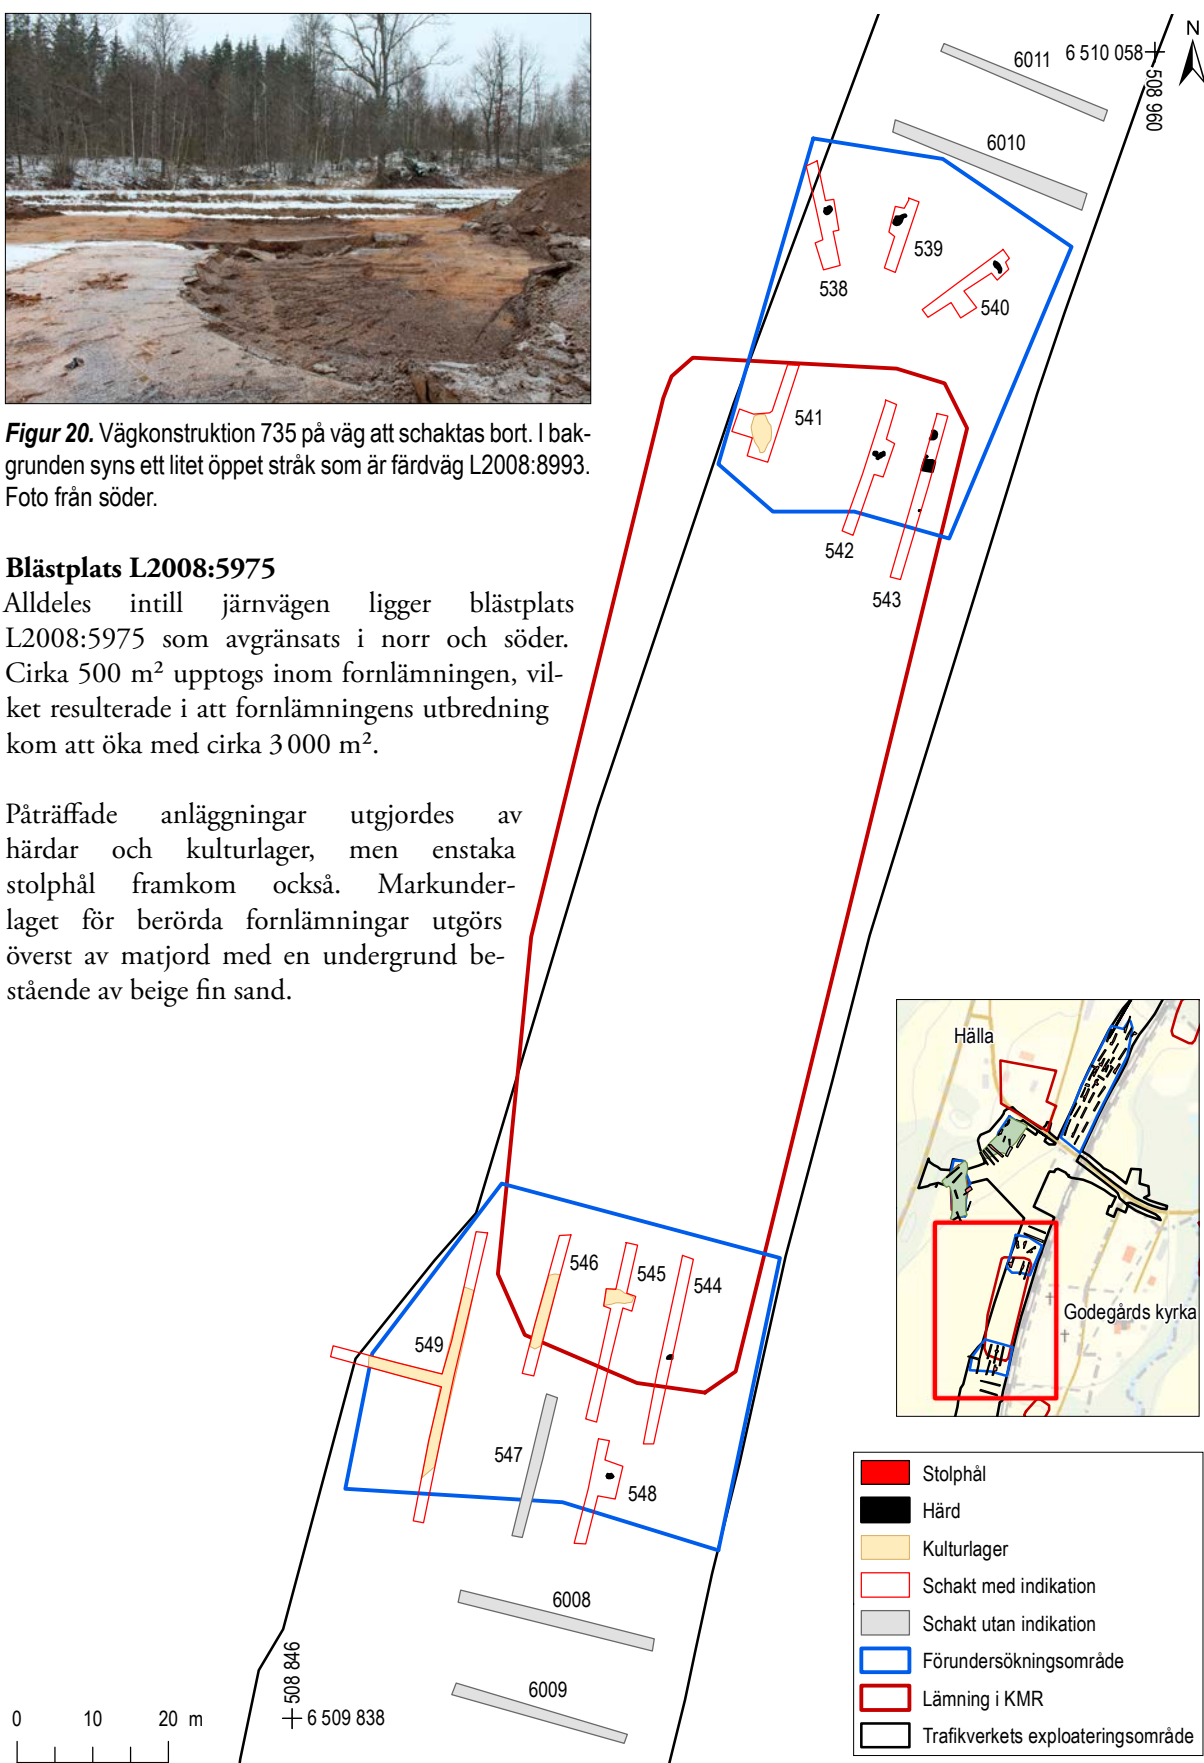 Figur 20. Vägkonstruktion 735 på väg att schaktas bort. I bak-
grunden syns ett litet öppet stråk som är färdväg L2008:8993.
Foto från söder.
Blästplats L2008:5975
Alldeles intill järnvägen ligger blästplats
L2008:5975 som avgränsats i norr och söder.
Cirka 500 m² upptogs inom fornlämningen, vil-
ket resulterade i att fornlämningens utbredning
kom att öka med cirka 3 000 m².
Påträffade anläggningar utgjordes av
härdar och kulturlager, men enstaka
stolphål framkom också. Markunder-
laget för berörda fornlämningar utgörs
överst av matjord med en undergrund be-
stående av beige fin sand.
N
6011
6 510 058
508 960
6010
538
539
540
541
542
543
546
545
544
549
547
548
6008
6009
508 846
6 509 838
0 10 20 m
Hälla
Godegårds kyrka
Stolphål
Härd
Kulturlager
Schakt med indikation
Schakt utan indikation
Förundersökningsområde
Lämning i KMR
Trafikverkets exploateringsområde